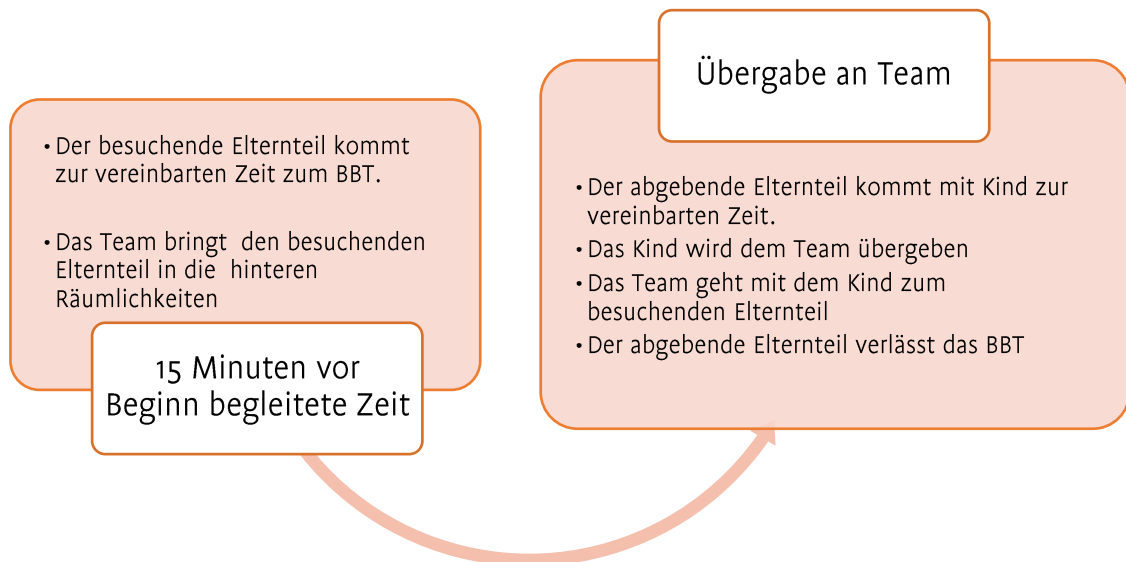 • Der besuchende Elternteil kommt
zur vereinbarten Zeit zum BBT.
• Das Team bringt  den besuchenden
Elternteil in die  hinteren
Räumlichkeiten
15 Minuten vor
Beginn begleitete Zeit
Übergabe an Team
• Der abgebende Elternteil kommt mit Kind zur
vereinbarten Zeit.
• Das Kind wird dem Team übergeben
• Das Team geht mit dem Kind zum
besuchenden Elternteil
• Der abgebende Elternteil verlässt das BBT